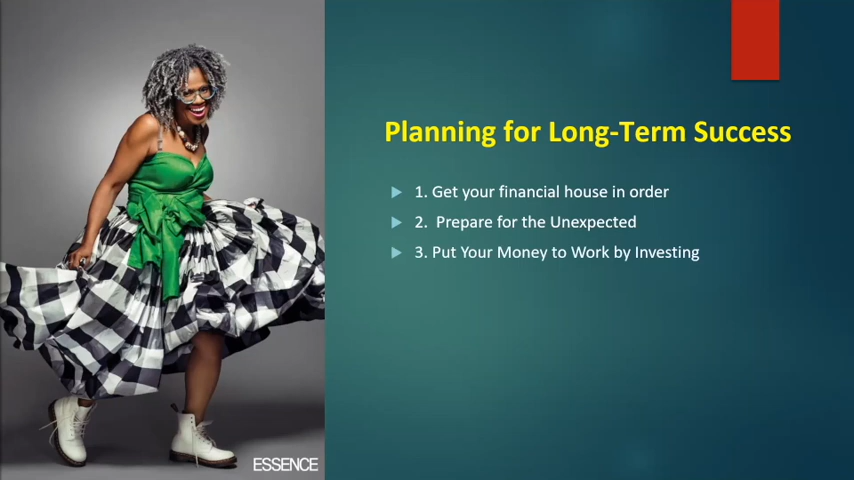 Planning for Long-Term Success
1. Get your financial house in order
2.  Prepare for the Unexpected
3. Put Your Money to Work by Investing
ESSENCE